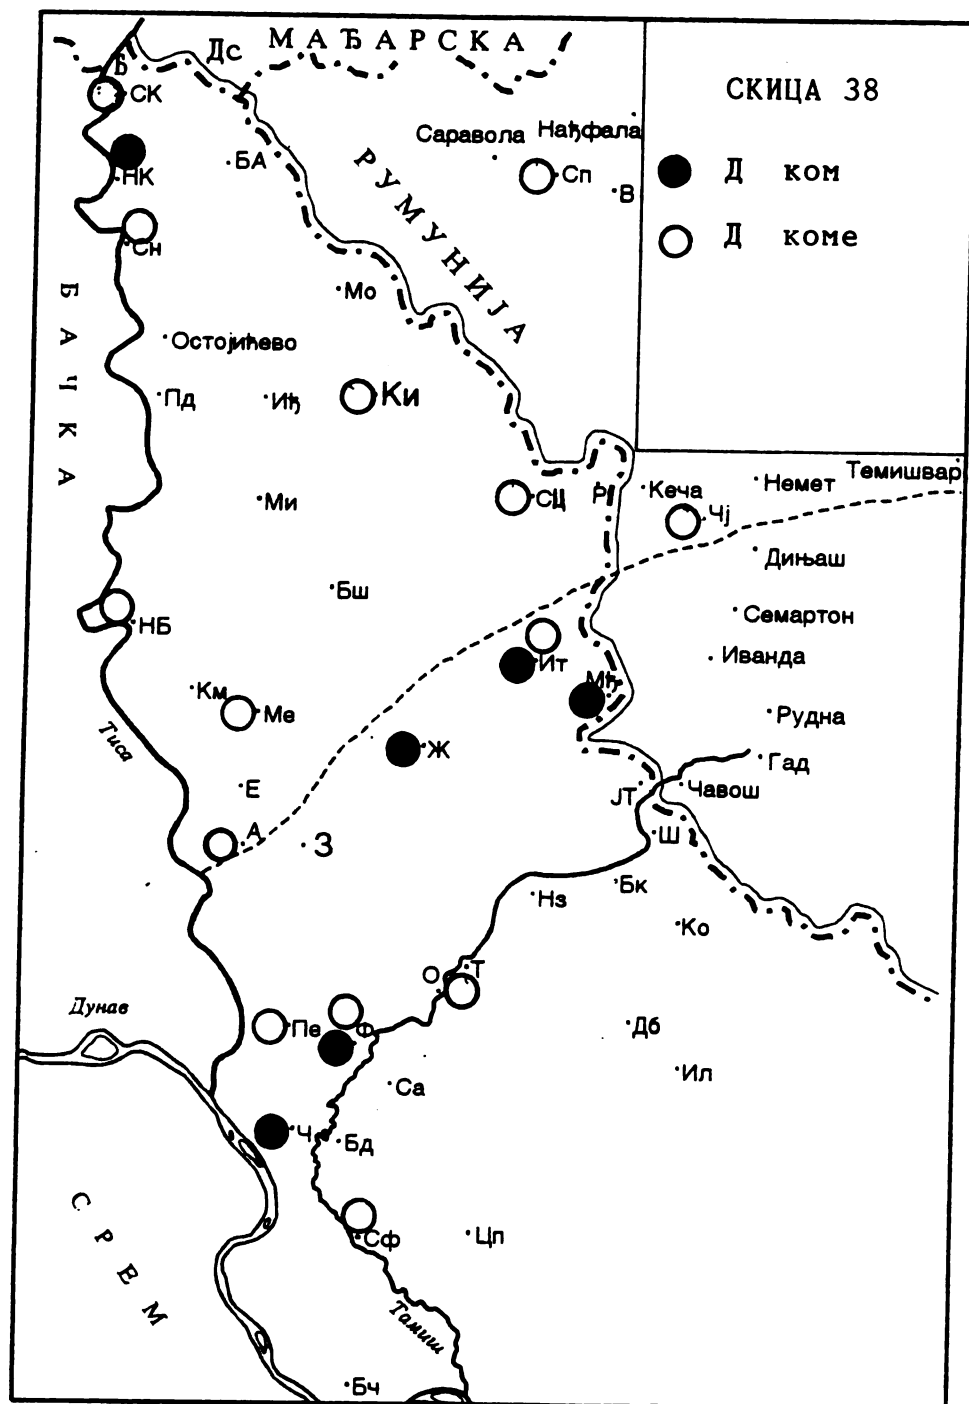 МАЂАРСКА
Ђ
Дс
СКИЦА 38
СК
Саравола
Нађфала
НК
БА
Сп
В
Д ком
Сн
Д коме
РУМУНИЈА
Мо
БАЧКА
Остојићево
Пд
Иђ
Ки
Ми
СЦ
Р
Кеча
Немет
Темишвар
Чј
Дињаш
Бш
НБ
Семартон
Ит
Иванда
Км
Ме
Мђ
Рудна
Тиса
Ж
Гад
Е
ЈТ
Чавош
А
З
Ш
Нз
Бк
Ко
О
Т
Дунав
Пе
Ф
Дб
Са
Ил
Ч
Бд
СРЕМ
Сф
Цп
Тамиш
Бч